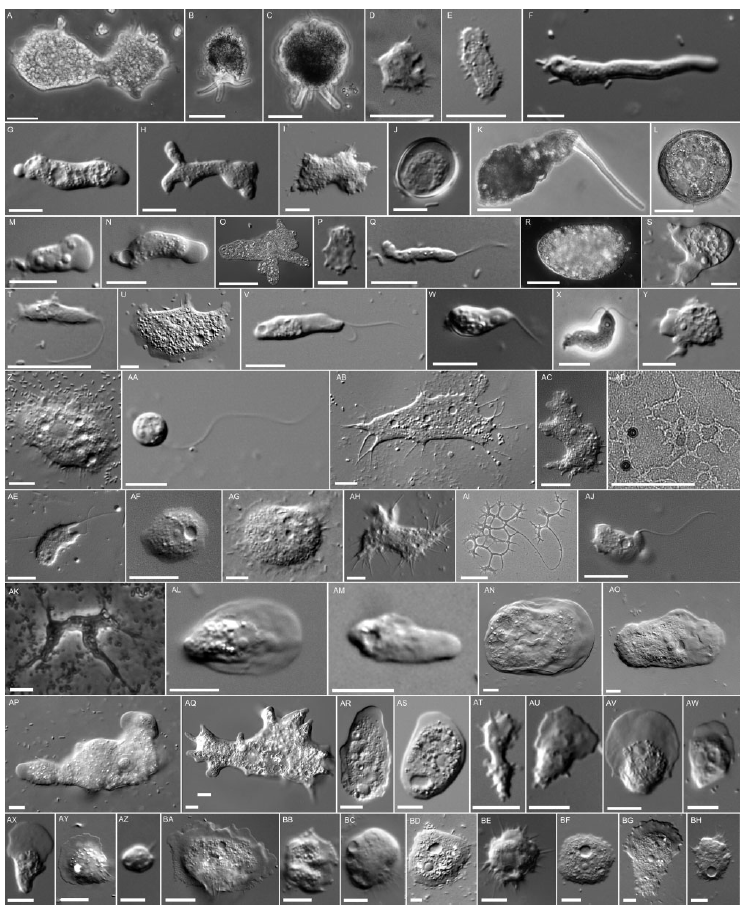 A B C D E F
G H I J K L
M N O P Q R S
T U V W X Y
Z AA AB AC AD
AE AF AG AH AI AJ
AK AL AM AN AO
AP AQ AR AS AT AU AV AW
AX AY AZ BA BB BC BD BE BF BG BH